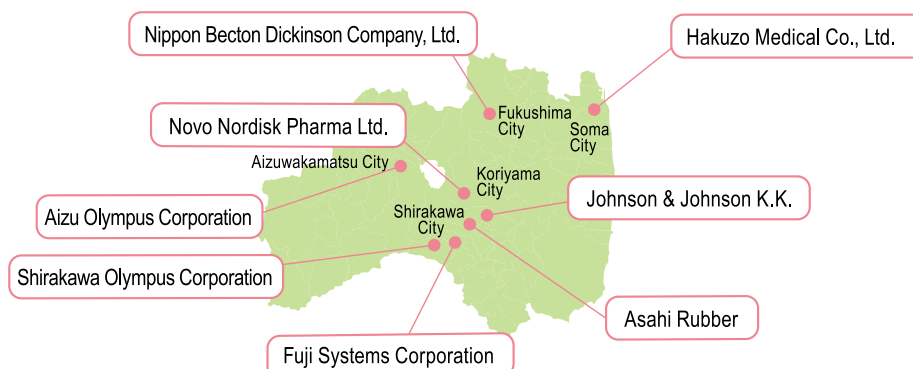 Nippon Becton Dickinson Company, Ltd.
Hakuzo Medical Co., Ltd.
Fukushima
City
Soma
City
Novo Nordisk Pharma Ltd.
Aizuwakamatsu City
Koriyama
City
Johnson & Johnson K.K.
Aizu Olympus Corporation
Shirakawa
City
Shirakawa Olympus Corporation
Asahi Rubber
Fuji Systems Corporation